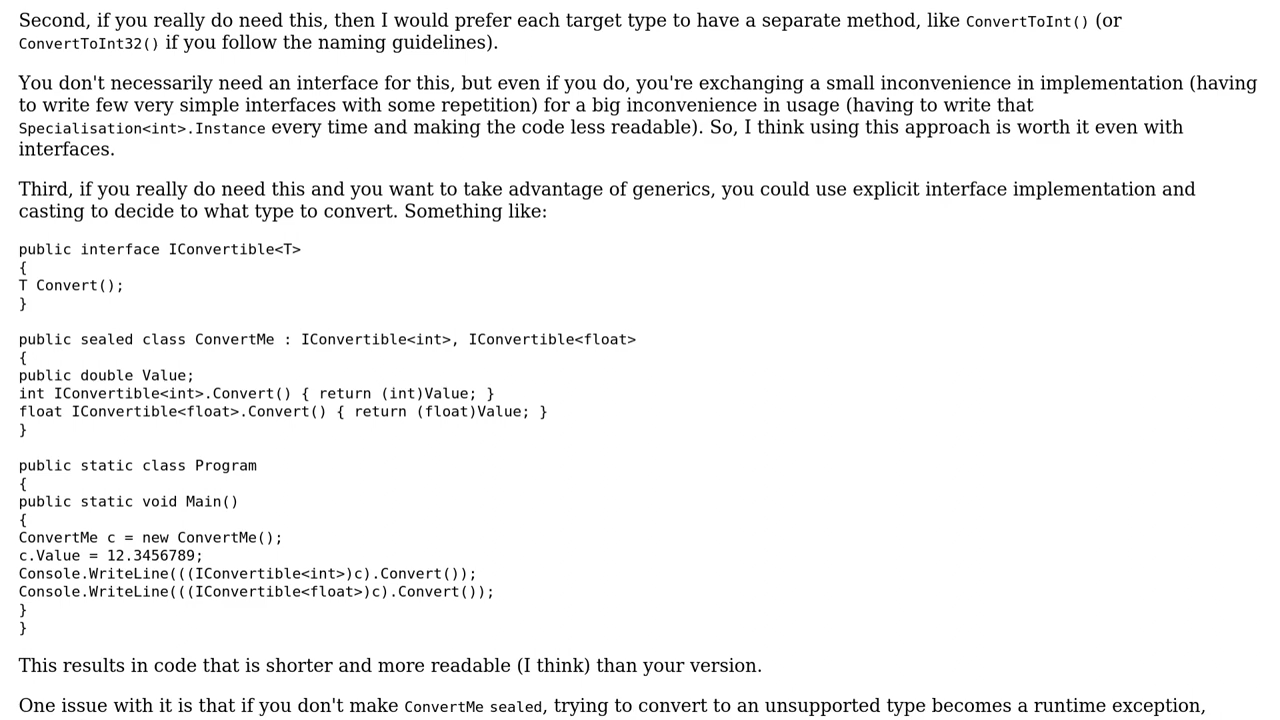 Second, if you really do need this, then I would prefer each target type to have a separate method, like ConvertToInt() (or
ConvertToInt32() if you follow the naming guidelines).
You don't necessarily need an interface for this, but even if you do, you're exchanging a small inconvenience in implementation (having
to write few very simple interfaces with some repetition) for a big inconvenience in usage (having to write that
Specialisation<int>.Instance every time and making the code less readable). So, I think using this approach is worth it even with
interfaces.
Third, if you really do need this and you want to take advantage of generics, you could use explicit interface implementation and
casting to decide to what type to convert. Something like:
public interface IConvertible<T>
{
T Convert();
}
public sealed class ConvertMe : IConvertible<int>, IConvertible<float>
{
public double Value;
int IConvertible<int>.Convert() { return (int)Value; }
float IConvertible<float>.Convert() { return (float)Value; }
}
public static class Program
{
public static void Main()
{
ConvertMe c = new ConvertMe();
c.Value = 12.3456789;
Console.WriteLine(((IConvertible<int>)c).Convert());
Console.WriteLine(((IConvertible<float>)c).Convert());
}
}
This results in code that is shorter and more readable (I think) than your version.
One issue with it is that if you don't make ConvertMe sealed, trying to convert to an unsupported type becomes a runtime exception,